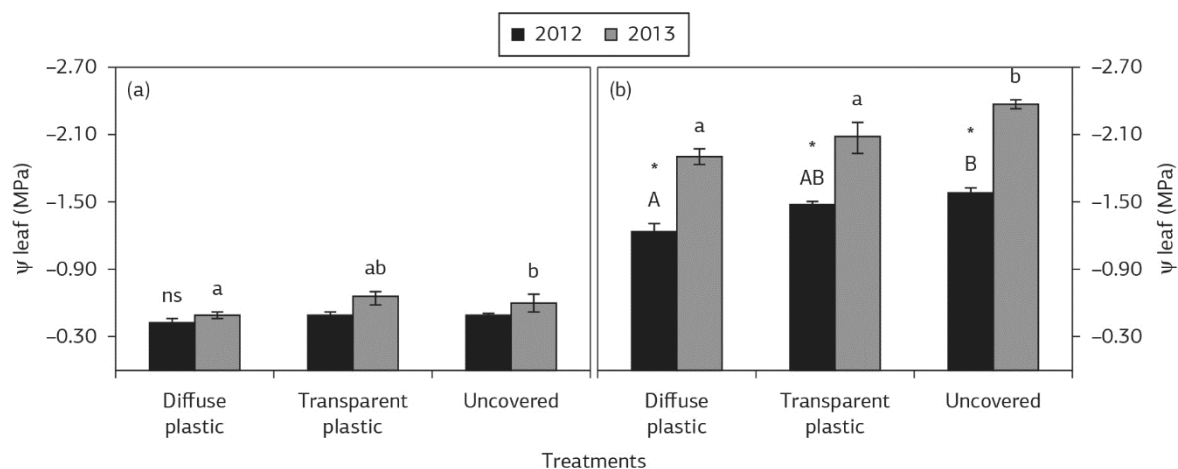 2012 2013
(a)
(b)
−2.70
−2.10
−1.50
−0.90
−0.30
ψ leaf (MPa)
ns a
ab
b
* A a
* AB a
* B b
−2.70
−2.10
−1.50
−0.90
−0.30
ψ leaf (MPa)
Diffuse
plastic
Transparent
plastic
Uncovered
Diffuse
plastic
Transparent
plastic
Uncovered
Treatments